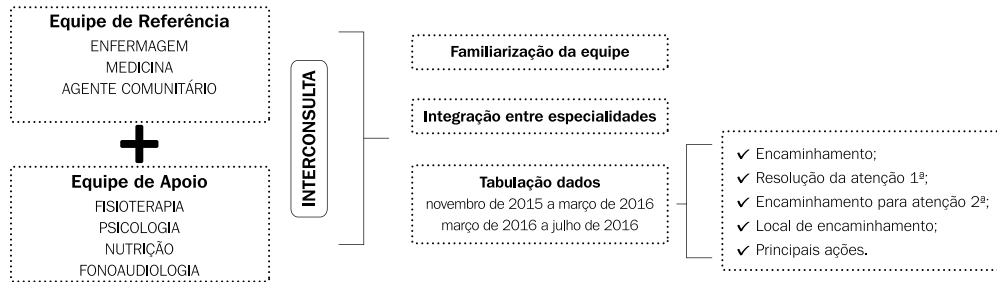 Equipe de Referência
ENFERMAGEM
MEDICINA
AGENTE COMUNITÁRIO
Equipe de Apoio
FISIOTERAPIA
PSICOLOGIA
NUTRIÇÃO
FONOAUDIOLOGIA
INTERCONSULTA
Familiarização da equipe
Integração entre especialidades
Tabulação dados
novembro de 2015 a março de 2016
março de 2016 a julho de 2016
✓ Encaminhamento;
✓ Resolução da atenção 1ª;
✓ Encaminhamento para atenção 2ª;
✓ Local de encaminhamento;
✓ Principais ações.